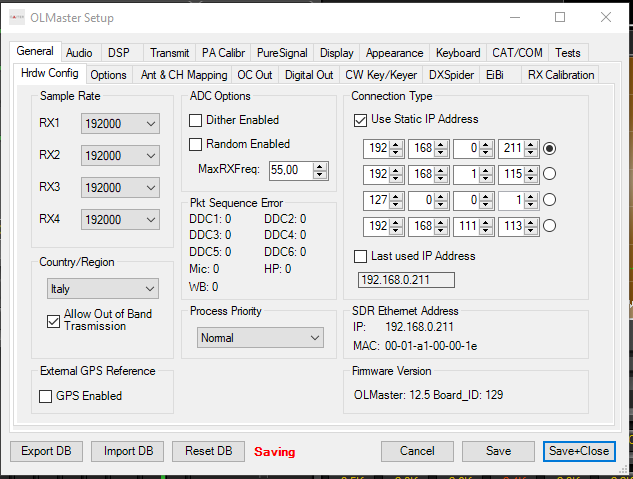 OLMaster Setup
General Audio DSP Transmit PA Calibr PureSignal Display Appearance Keyboard CAT/COM Tests
Hrdw Config Options Ant & CH Mapping OC Out Digital Out CW Key/Keyer DXSpider EiBi RX Calibration
Sample Rate
RX1 192000
RX2 192000
RX3 192000
RX4 192000
Country/Region
Italy
Allow Out of Band
Trasmission
External GPS Reference
GPS Enabled
ADC Options
Dither Enabled
Random Enabled
MaxRXFreq: 55,00
Pkt Sequence Error
DDC1: 0 DDC2: 0
DDC3: 0 DDC4: 0
DDC5: 0 DDC6: 0
Mic: 0 HP: 0
WB: 0
Process Priority
Normal
Connection Type
Use Static IP Address
192 168 0 211
192 168 1 115
127 0 0 1
192 168 111 113
Last used IP Address
192.168.0.211
SDR Ethernet Address
IP: 192.168.0.211
MAC: 00-01-a1-00-00-1e
Firmware Version
OLMaster: 12.5 Board_ID: 129
Export DB Import DB Reset DB Saving Cancel Save Save+Close